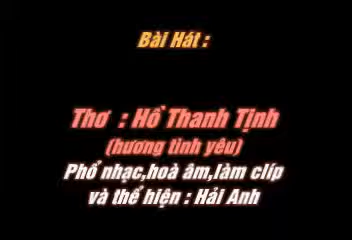 Bài Hát :
Thơ : Hồ Thanh Tịnh
(hương tình yêu)
Phổ nhạc,hoà âm,làm clíp
và thể hiện : Hải Anh